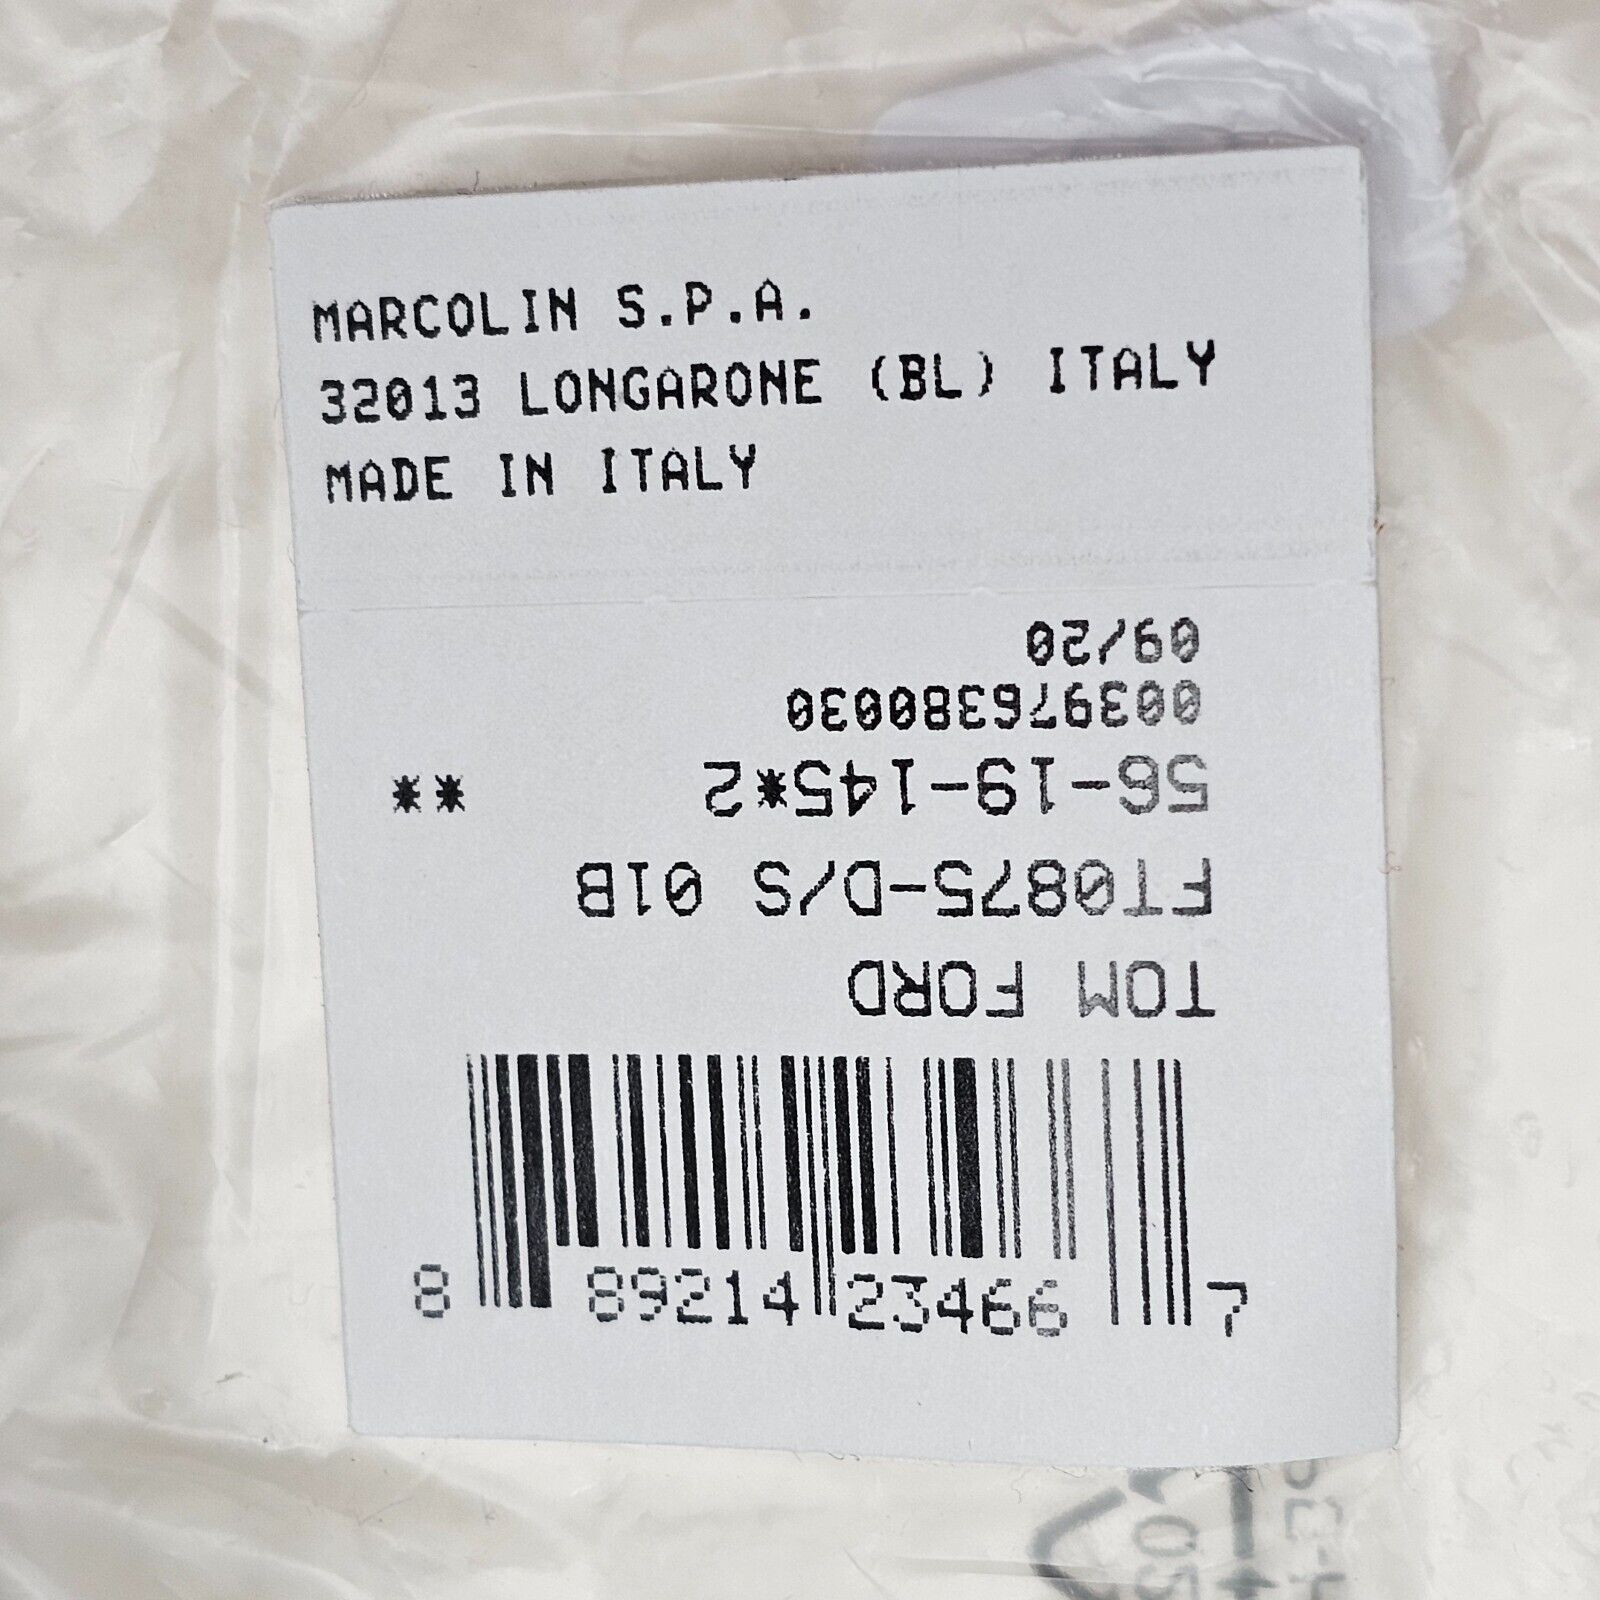 MARCOLIN S.P.A.
32013 LONGARONE (BL) ITALY
MADE IN ITALY
TOM FORD
FT0875-D/S 01B
56-19-145*2 **
003976380030
09/20
8 89214 23466 7